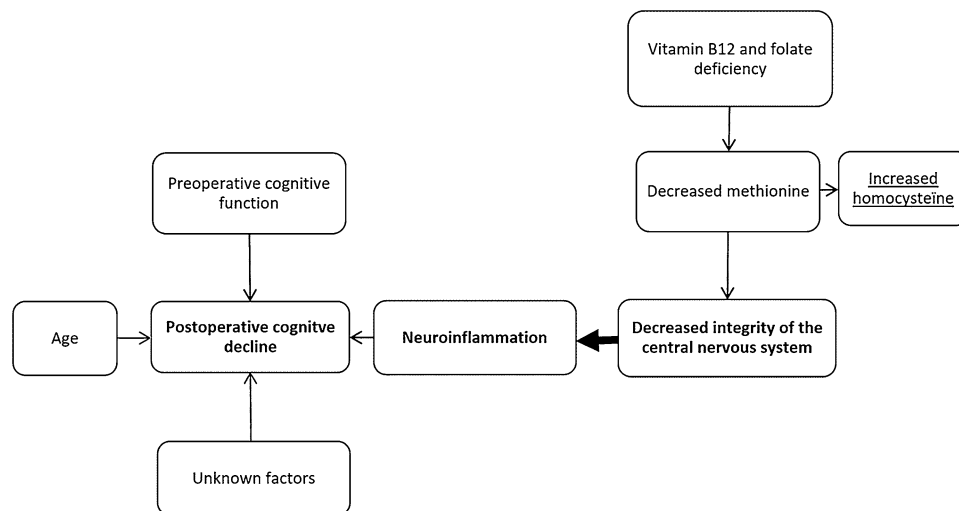 Vitamin B12 and folate
deficiency
Preoperative cognitive
function
Decreased methionine
Increased
homocysteïne
Age
Postoperative cognitve
decline
Neuroinflammation
Decreased integrity of the
central nervous system
Unknown factors